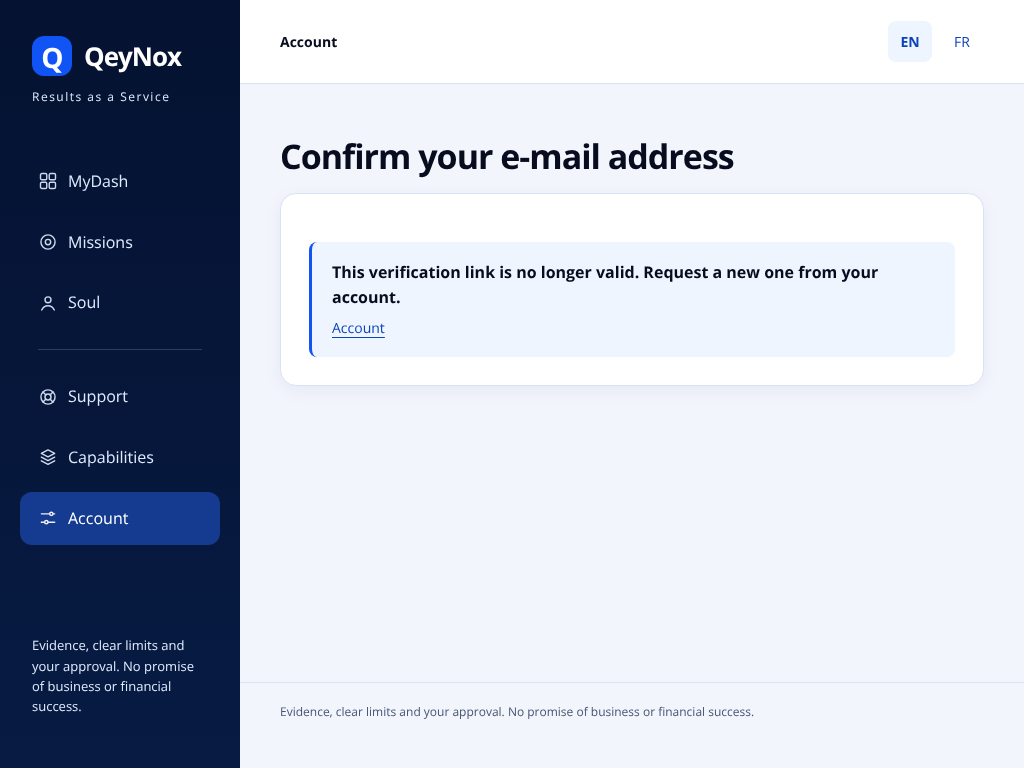 Q QeyNox
Results as a Service
MyDash
Missions
Soul
Support
Capabilities
Account
Evidence, clear limits and
your approval. No promise
of business or financial
success.
Account
EN
FR
Confirm your e-mail address
This verification link is no longer valid. Request a new one from your
account.
Account
Evidence, clear limits and your approval. No promise of business or financial success.